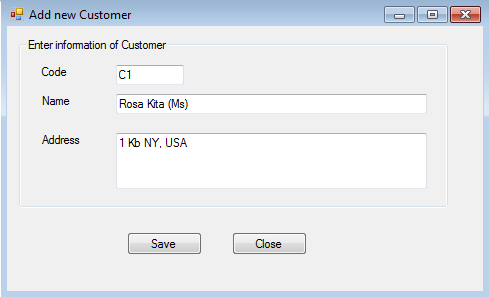 Add new Customer
Enter information of Customer
Code C1
Name Rosa Kita (Ms)
Address 1 Kb NY, USA
Save Close